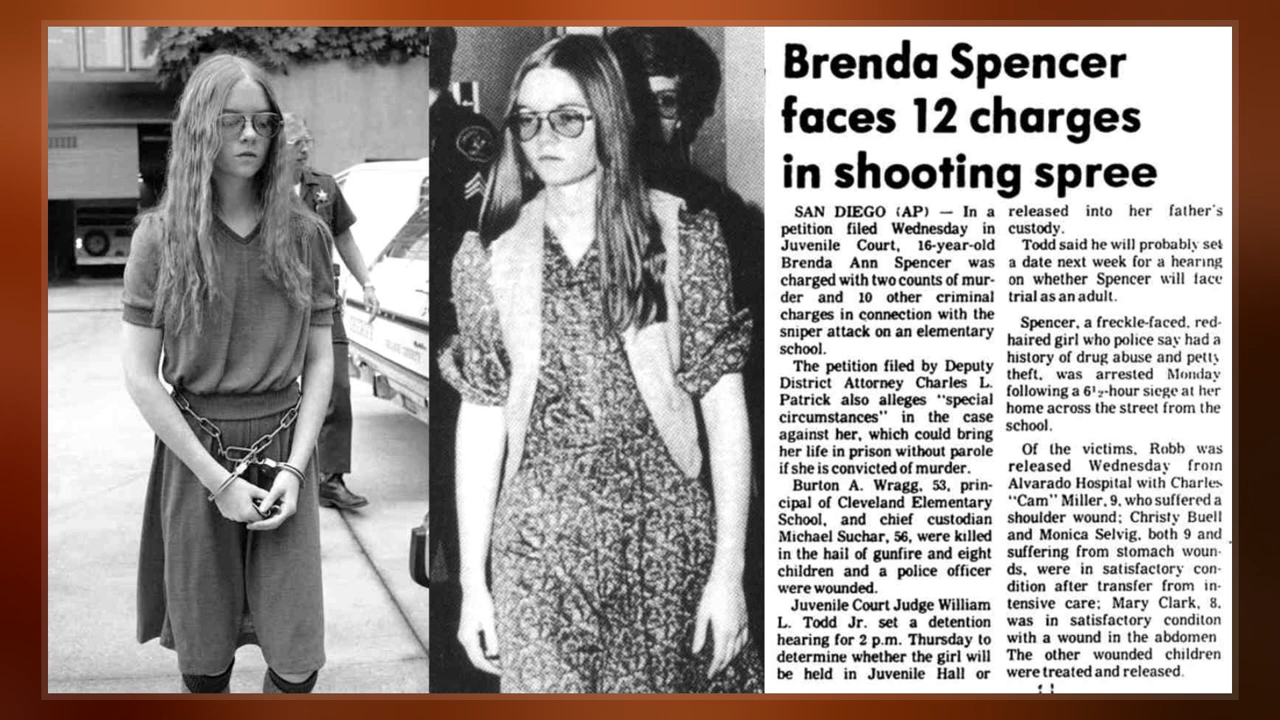 Brenda Spencer
faces 12 charges
in shooting spree
SAN DIEGO (AP) — In a
petition filed Wednesday in
Juvenile Court, 16-year-old
Brenda Ann Spencer was
charged with two counts of mur-
der and 10 other criminal
charges in connection with the
sniper attack on an elementary
school.
The petition filed by Deputy
District Attorney Charles L.
Patrick also alleges "special
circumstances" in the case
against her, which could bring
her life in prison without parole
if she is convicted of murder.
Burton A. Wragg, 53, prin-
cipal of Cleveland Elementary
School, and chief custodian
Michael Suchar, 56, were killed
in the hail of gunfire and eight
children and a police officer
were wounded.
Juvenile Court Judge William
L. Todd Jr. set a detention
hearing for 2 p.m. Thursday to
determine whether the girl will
be held in Juvenile Hall or
released into her father's
custody.
Todd said he will probably set
a date next week for a hearing
on whether Spencer will face
trial as an adult.
Spencer, a freckle-faced, red-
haired girl who police say had a
history of drug abuse and petty
theft, was arrested Monday
following a 6½-hour siege at her
home across the street from the
school.
Of the victims, Robb was
released Wednesday from
Alvarado Hospital with Charles
"Cam" Miller, 9, who suffered a
shoulder wound; Christy Buell
and Monica Selvig, both 9 and
suffering from stomach woun-
ds, were in satisfactory con-
dition after transfer from in-
tensive care; Mary Clark, 8,
was in satisfactory conditon
with a wound in the abdomen
The other wounded children
were treated and released.